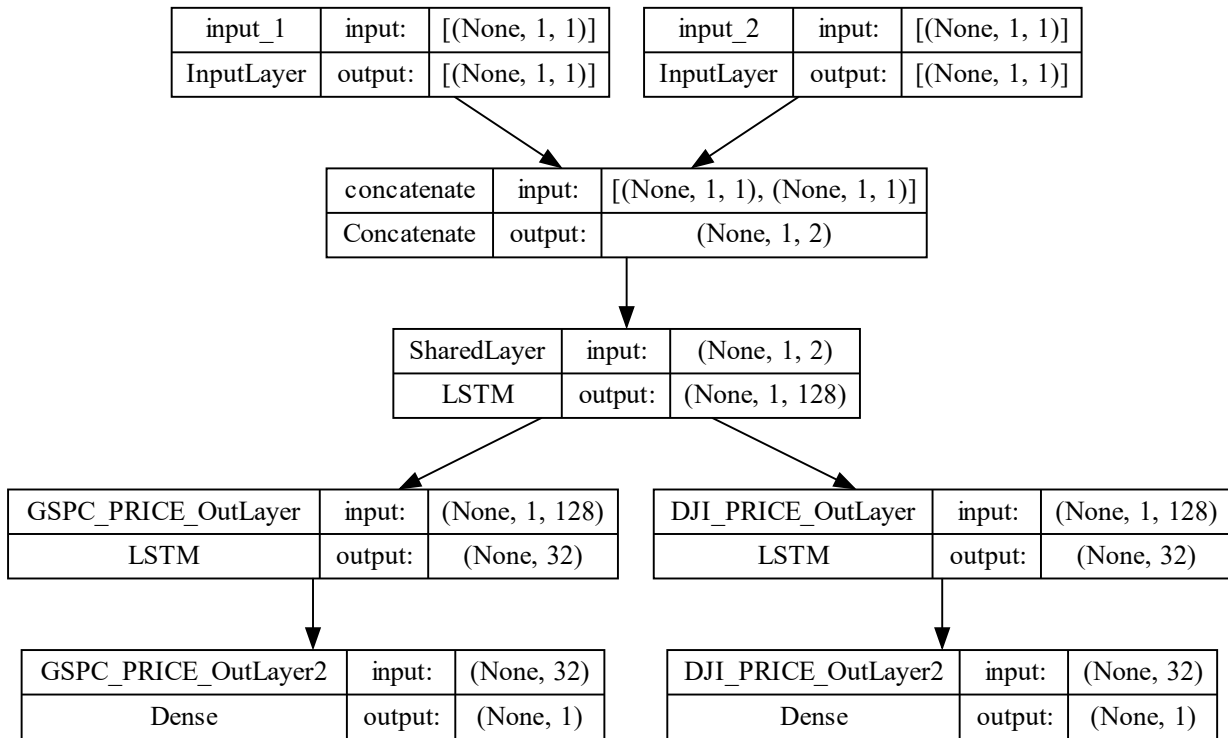 input_1 input: [(None, 1, 1)] input_2 input: [(None, 1, 1)]
InputLayer output: [(None, 1, 1)] InputLayer output: [(None, 1, 1)]
concatenate input: [(None, 1, 1), (None, 1, 1)]
Concatenate output: (None, 1, 2)
SharedLayer input: (None, 1, 2)
LSTM output: (None, 1, 128)
GSPC_PRICE_OutLayer input: (None, 1, 128) DJI_PRICE_OutLayer input: (None, 1, 128)
LSTM output: (None, 32) LSTM output: (None, 32)
GSPC_PRICE_OutLayer2 input: (None, 32) DJI_PRICE_OutLayer2 input: (None, 32)
Dense output: (None, 1) Dense output: (None, 1)